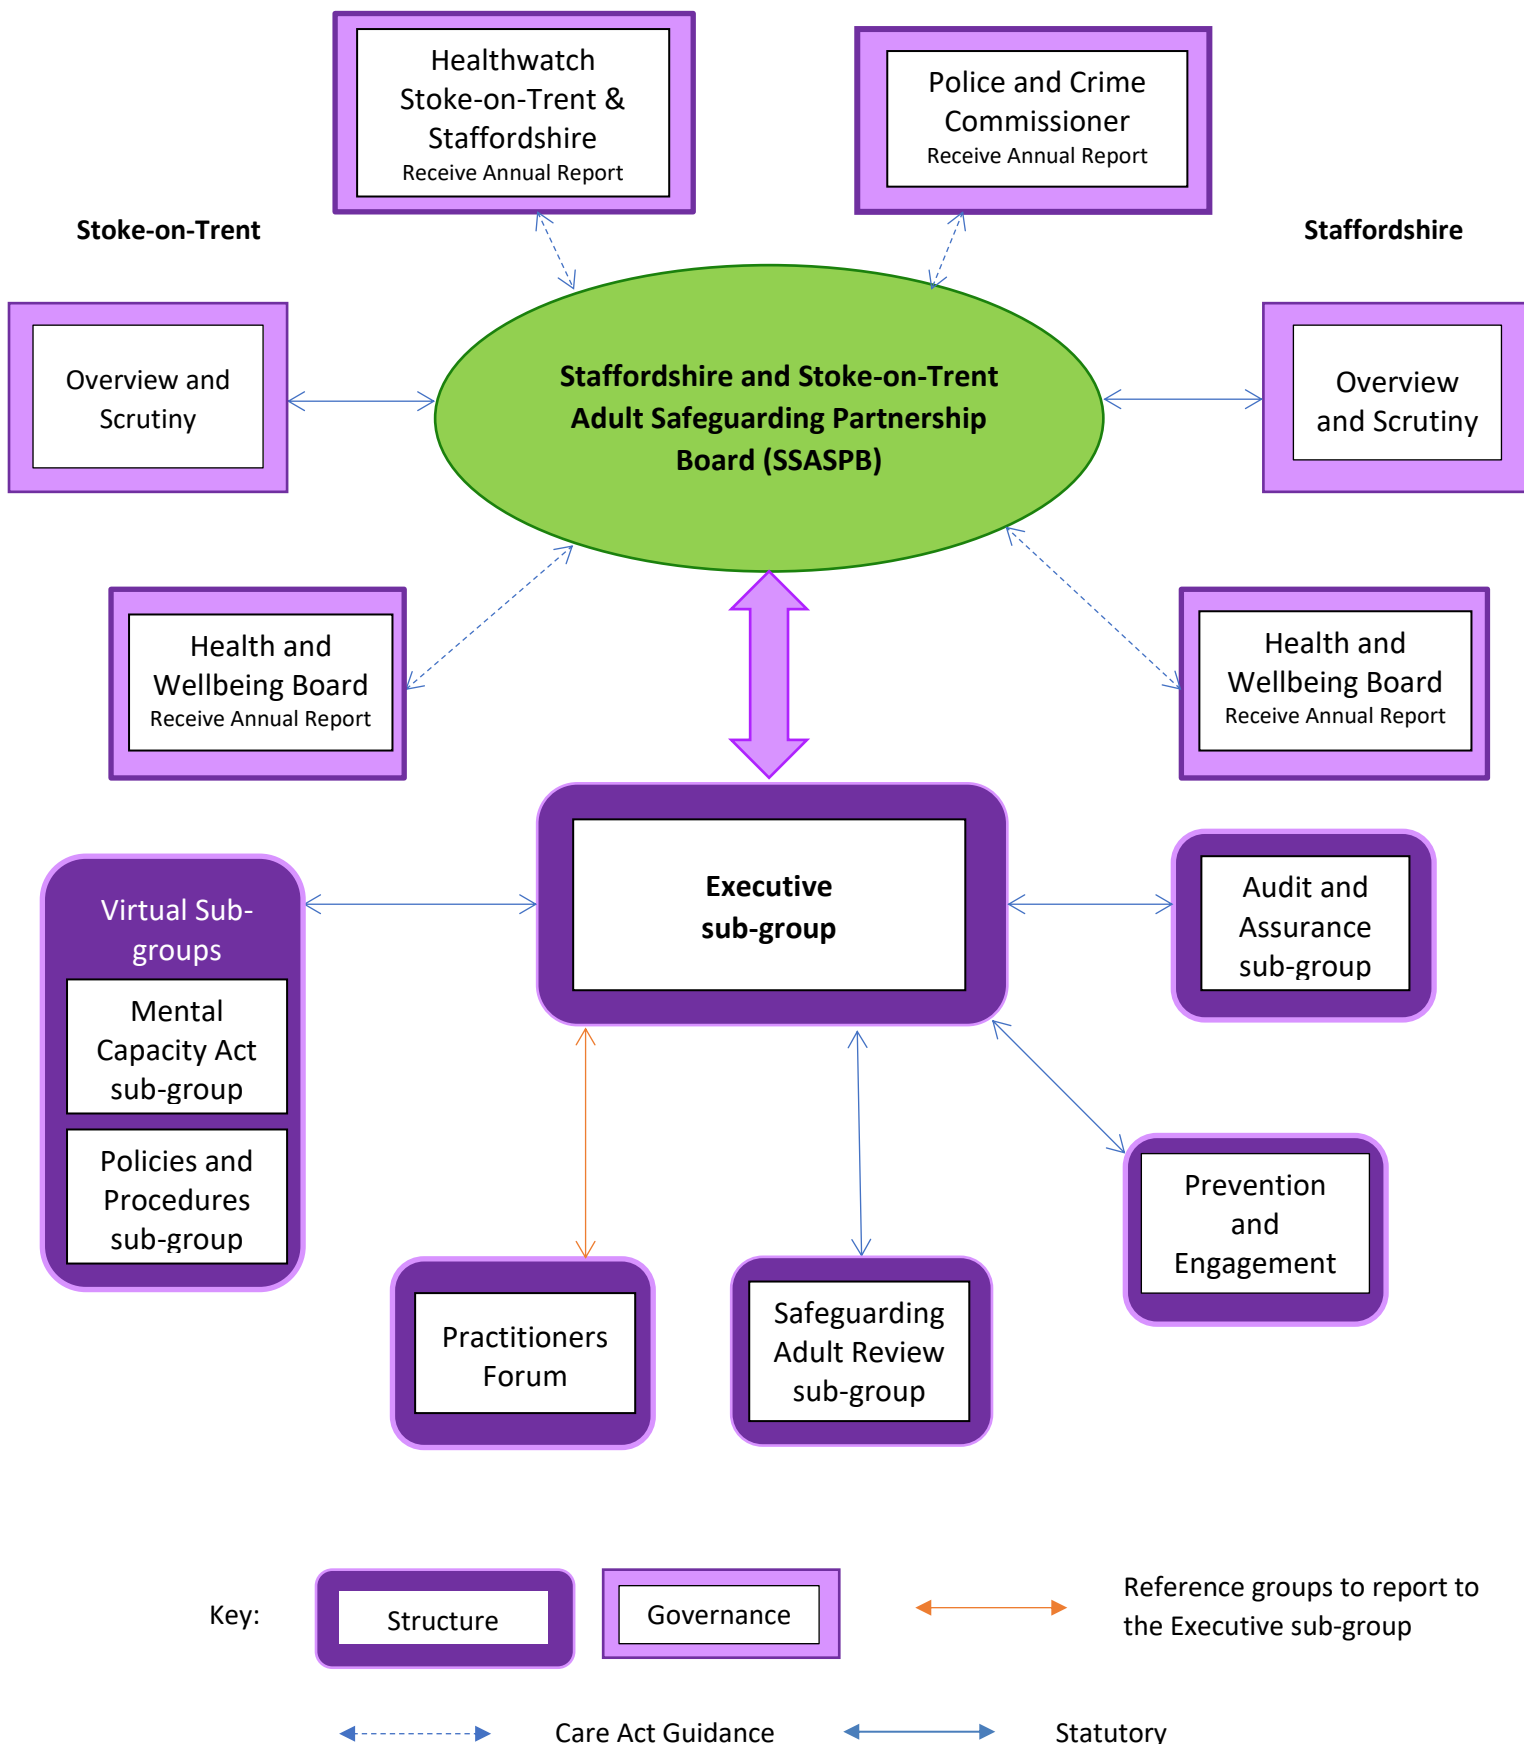 Healthwatch
Stoke-on-Trent &
Staffordshire
Receive Annual Report
Police and Crime
Commissioner
Receive Annual Report
Stoke-on-Trent
Staffordshire
Overview and
Scrutiny
Staffordshire and Stoke-on-Trent
Adult Safeguarding Partnership
Board (SSASPB)
Overview
and Scrutiny
Health and
Wellbeing Board
Receive Annual Report
Health and
Wellbeing Board
Receive Annual Report
Executive
sub-group
Virtual Sub-
groups
Mental
Capacity Act
sub-group
Policies and
Procedures
sub-group
Audit and
Assurance
sub-group
Prevention
and
Engagement
Practitioners
Forum
Safeguarding
Adult Review
sub-group
Key:
Structure
Governance
Reference groups to report to
the Executive sub-group
Care Act Guidance
Statutory